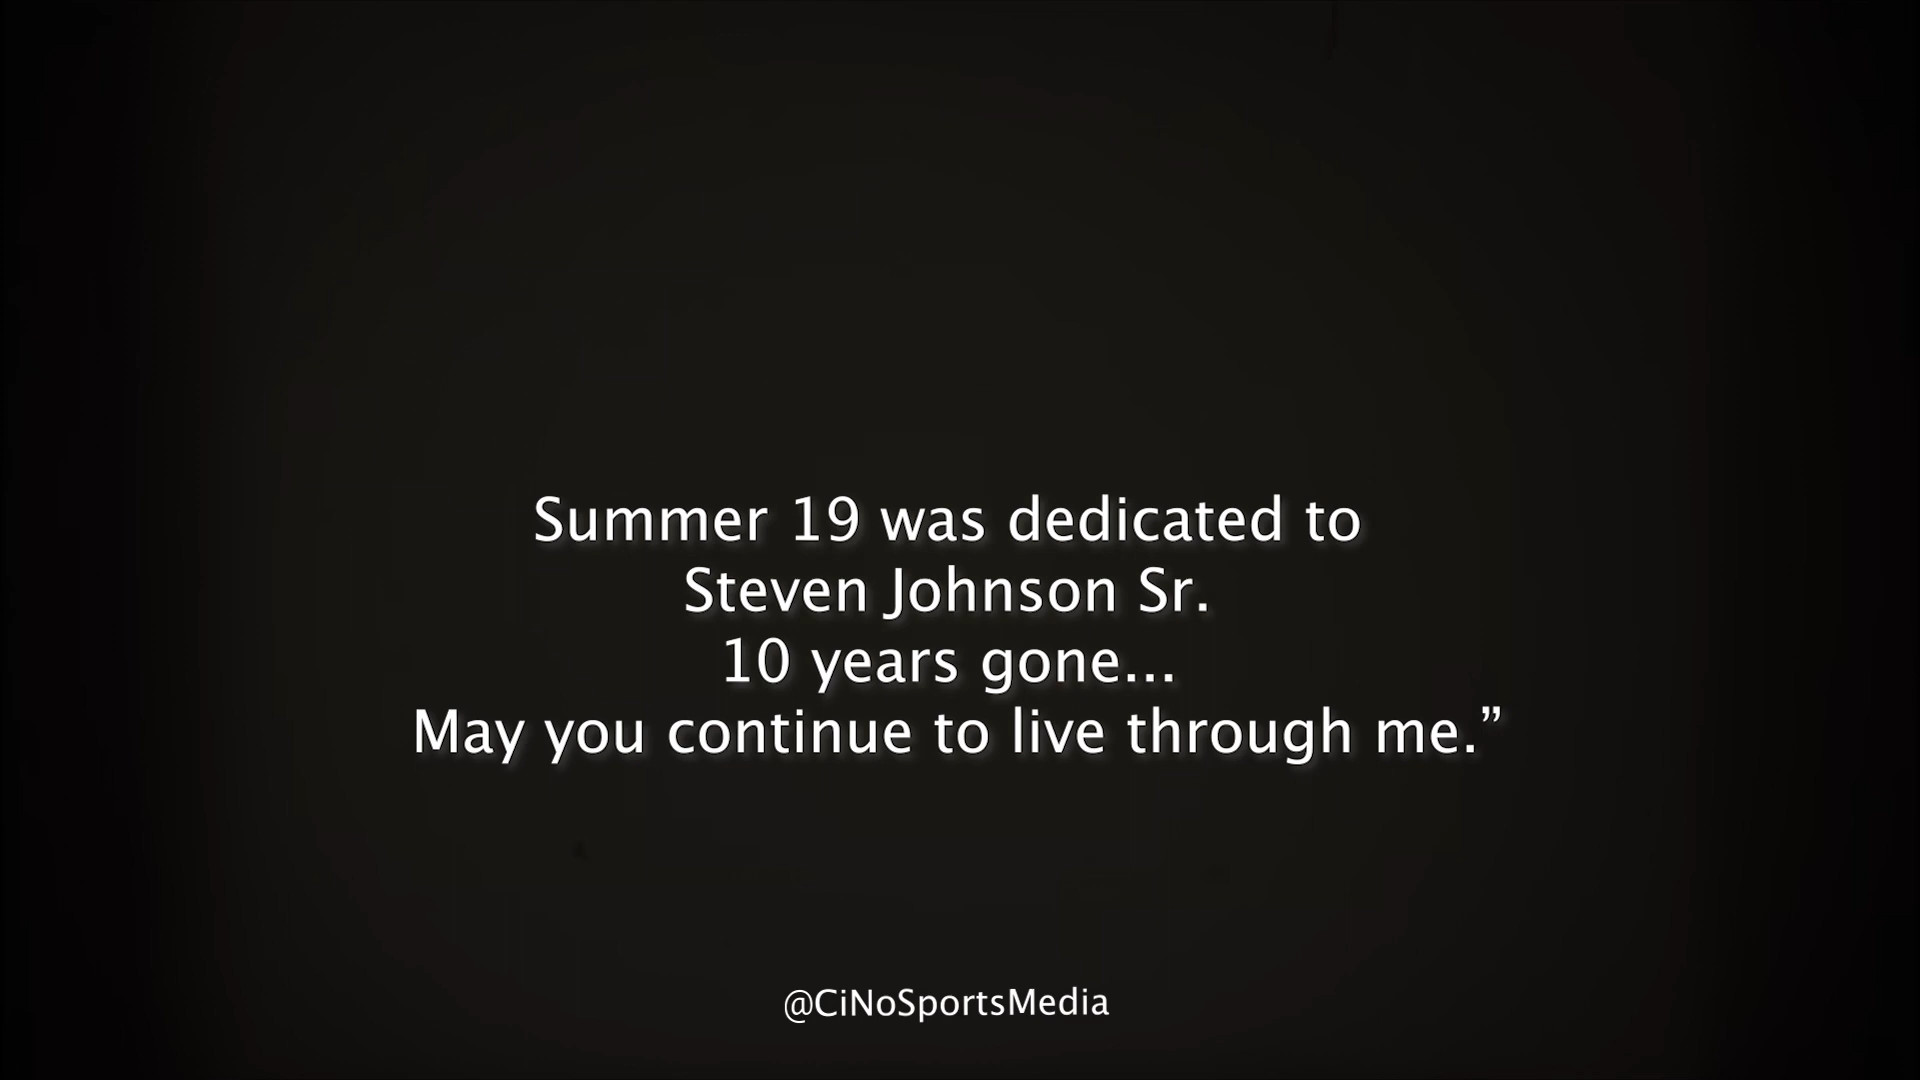 Summer 19 was dedicated to
Steven Johnson Sr.
10 years gone...
May you continue to live through me.”
@CiNoSportsMedia